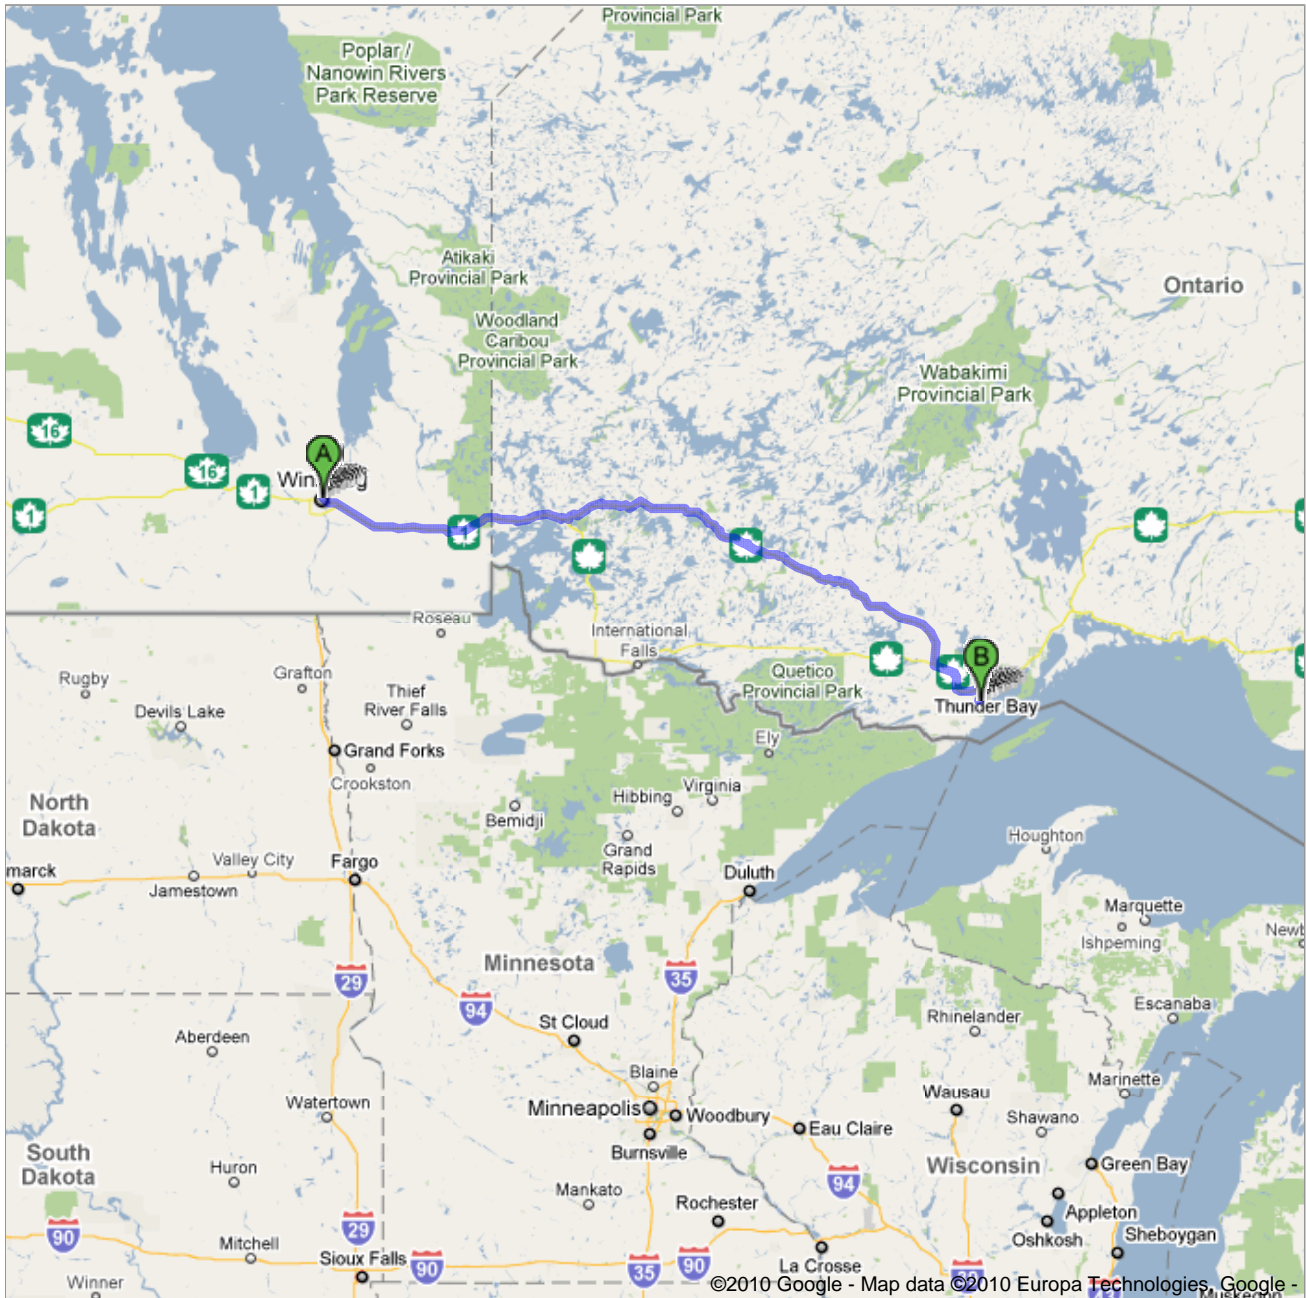 Provincial Park
Poplar /
Nanowin Rivers
Park Reserve
Atikaki
Provincial Park
Ontario
Woodland
Caribou
Provincial Park
Wabakimi
Provincial Park
16
16
1
1
A
B
Thunder Bay
Roseau
International
Falls
Quetico
Provincial Park
Rugby
Grafton
Thief
River Falls
Devils Lake
Grand Forks
Crookston
Ely
North
Dakota
Hibbing
Virginia
Bemidji
Grand
Rapids
Houghton
marck
Jamestown
Valley City
Fargo
Duluth
Marquette
Ishpeming
Newb
29
94
Minnesota
35
Escanaba
Rhinelander
St Cloud
Aberdeen
Blaine
Marinette
Watertown
Minneapolis
Woodbury
Wausau
Shawano
Burnsville
Eau Claire
South
Dakota
Huron
Wisconsin
Green Bay
94
Mankato
Rochester
Appleton
Oshkosh
Sheboygan
90
29
Mitchell
Sioux Falls
90
35
90
La Crosse
Winner
Muskegon
©2010 Google - Map data ©2010 Europa Technologies, Google -